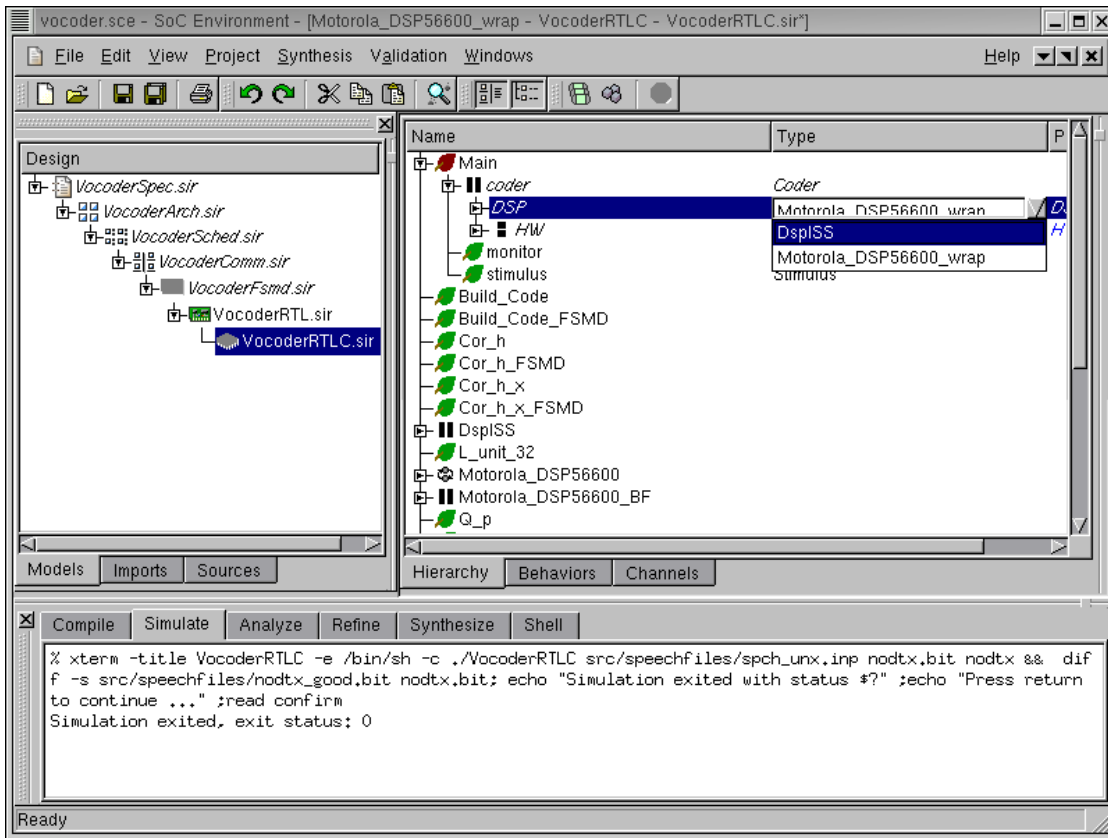 vocoder.sce - SoC Environment - [Motorola_DSP56600_wrap - VocoderRTLC - VocoderRTLC.sir*]
File Edit View Project Synthesis Validation Windows Help
Design
VocoderSpec.sir
VocoderArch.sir
VocoderSched.sir
VocoderComm.sir
VocoderFsmd.sir
VocoderRTL.sir
VocoderRTLC.sir
Models Imports Sources
Name Type P
Main
coder Coder
DSP Motorola_DSP56600_wrap D
HW DspISS H
Motorola_DSP56600_wrap
monitor
stimulus Stimulus
Build_Code
Build_Code_FSMD
Cor_h
Cor_h_FSMD
Cor_h_x
Cor_h_x_FSMD
DspISS
L_unit_32
Motorola_DSP56600
Motorola_DSP56600_BF
Q_p
Hierarchy Behaviors Channels
Compile Simulate Analyze Refine Synthesize Shell
% xterm -title VocoderRTLC -e /bin/sh -c ./VocoderRTLC src/speechfiles/spch_unx.inp nodtx.bit nodtx && dif
f -s src/speechfiles/nodtx_good.bit nodtx.bit; echo "Simulation exited with status $?" ;echo "Press return
to continue ..." ;read confirm
Simulation exited, exit status: 0
Ready